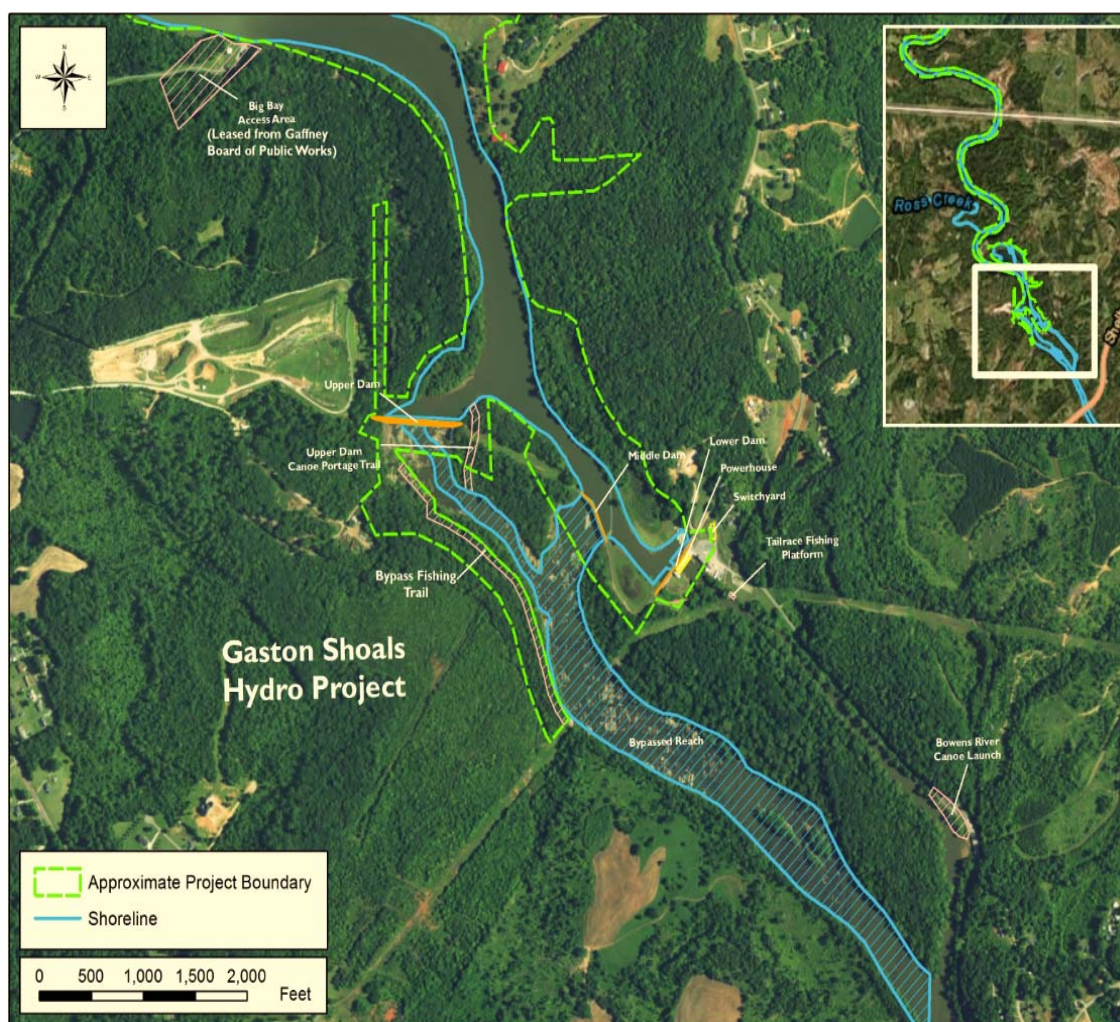 N
W E
S
Big Bay
Access Area
(Leased from Gaffney
Board of Public Works)
Ross Creek
Upper Dam
Upper Dam
Canoe Portage Trail
Middle Dam
Lower Dam
Powerhouse
Switchyard
Tailrace Fishing
Platform
Bypass Fishing
Trail
Gaston Shoals
Hydro Project
Bypassed Reach
Bowens River
Canoe Launch
Approximate Project Boundary
Shoreline
0 500 1,000 1,500 2,000
Feet